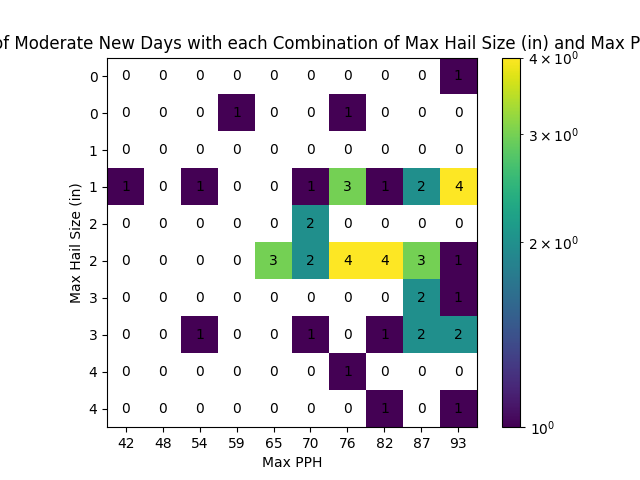 of Moderate New Days with each Combination of Max Hail Size (in) and Max P
0 0 0 0 0 0 0 0 0 0 1
0 0 0 0 1 0 0 1 0 0 0
1 0 0 0 0 0 0 0 0 0 0
1 1 0 1 0 0 1 3 1 2 4
2 0 0 0 0 0 2 0 0 0 0
2 0 0 0 0 3 2 4 4 3 1
3 0 0 0 0 0 0 0 0 2 1
3 0 0 1 0 0 1 0 1 2 2
4 0 0 0 0 0 0 1 0 0 0
4 0 0 0 0 0 0 0 1 0 1
42 48 54 59 65 70 76 82 87 93
Max PPH
Max Hail Size (in)
4 × 10⁰
3 × 10⁰
2 × 10⁰
10⁰